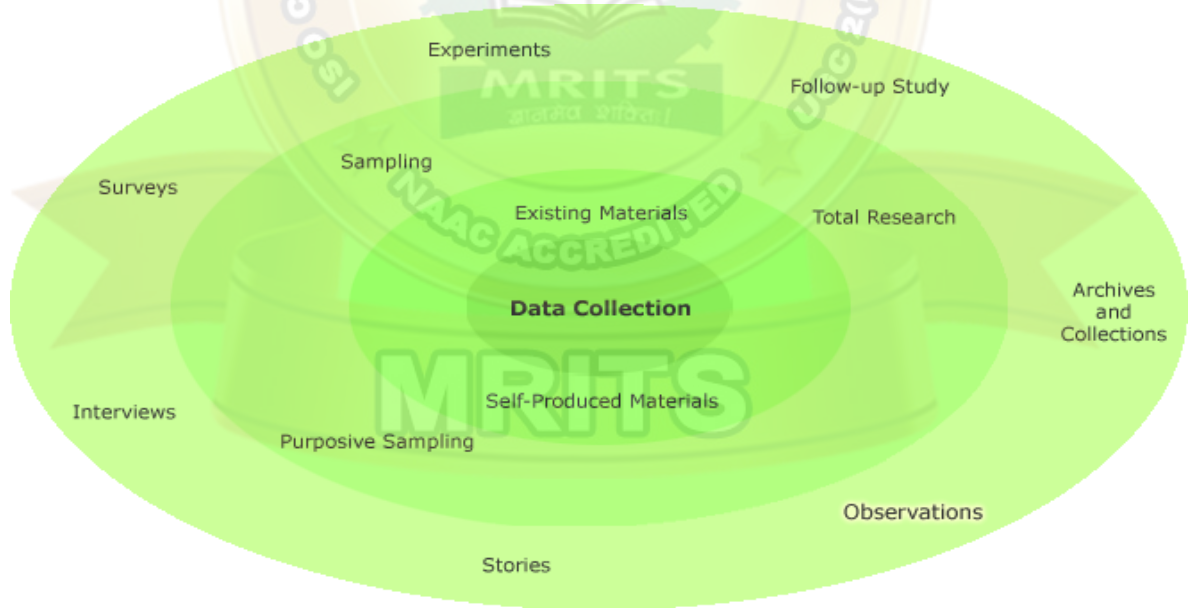 Experiments
Follow-up Study
MRITS
Sampling
Surveys
Existing Materials
Total Research
NAAC ACCREDITED
Data Collection
Archives
and
Collections
MRITS
Self-Produced Materials
Interviews
Purposive Sampling
Observations
Stories